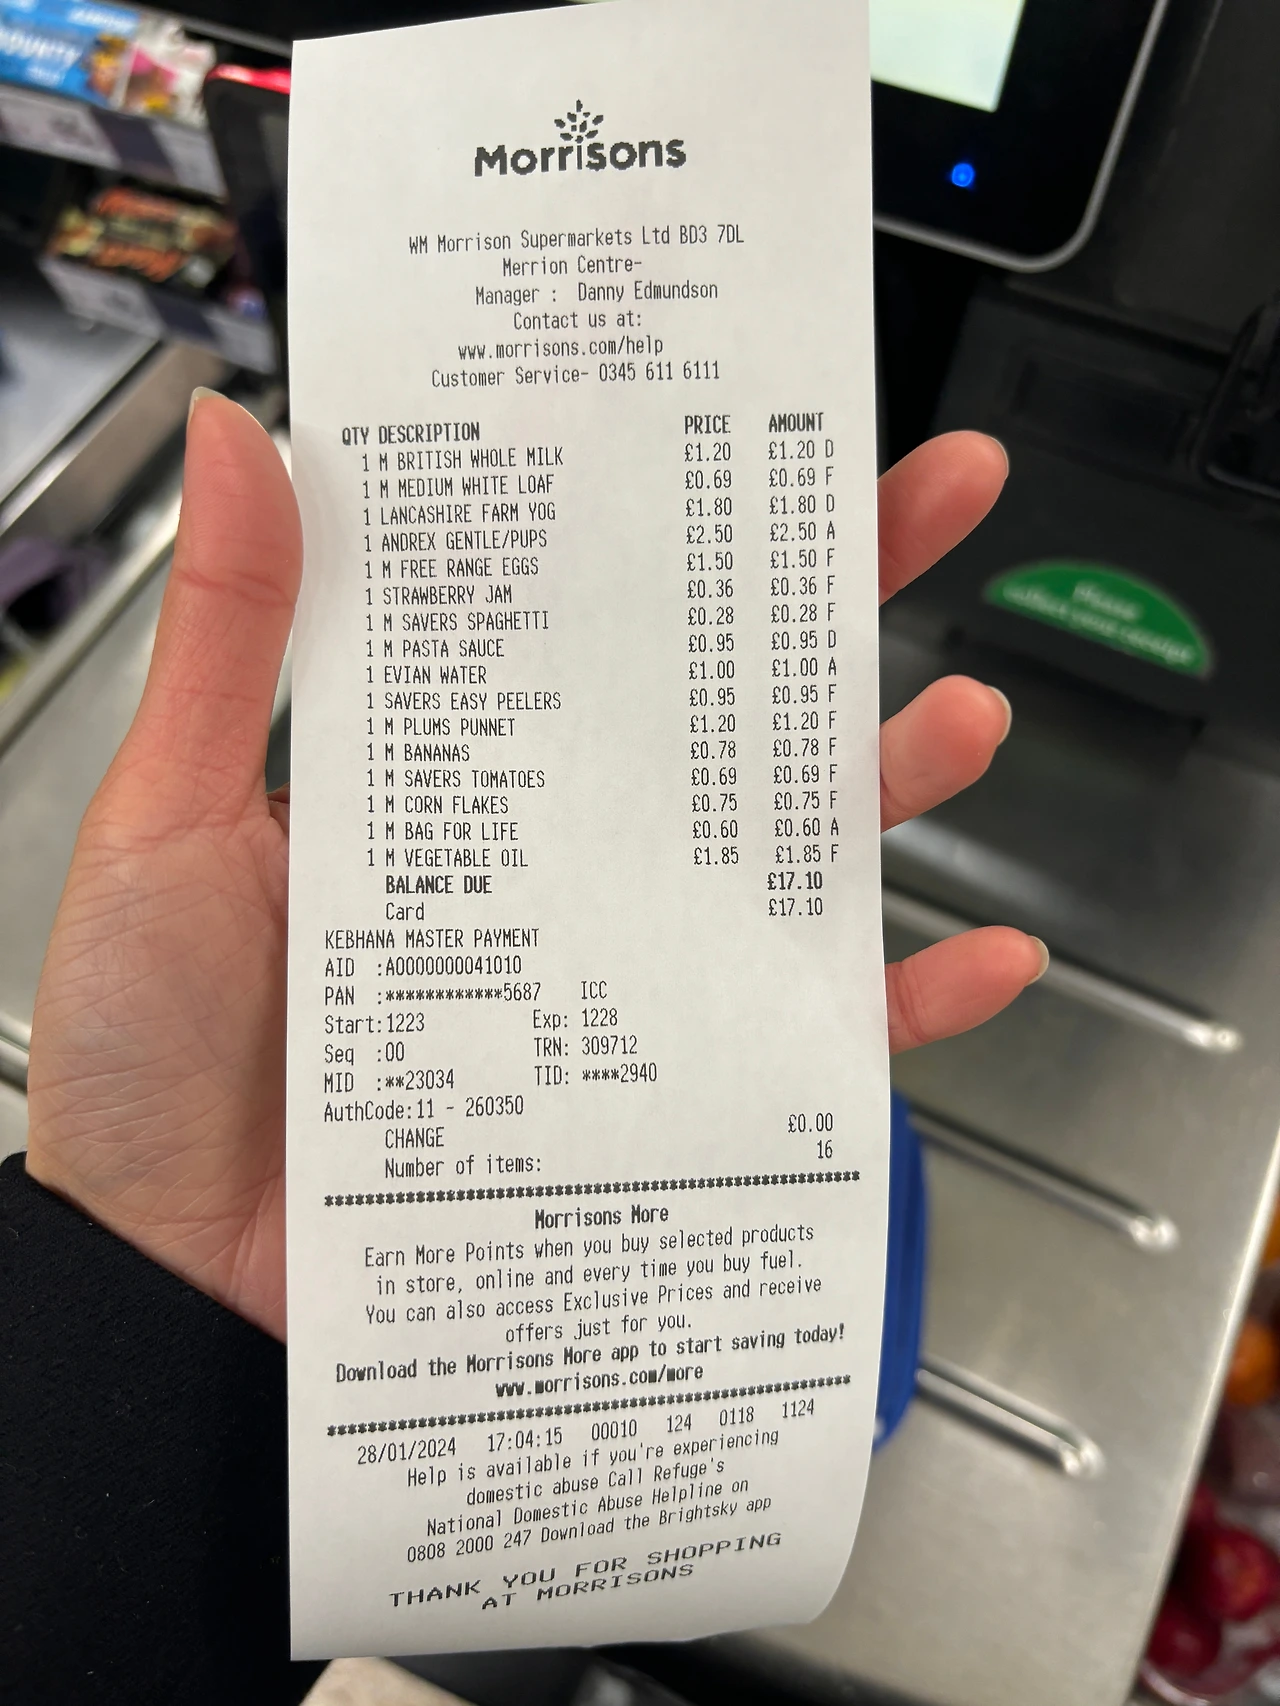 BOUNTY
Morrisons
WM Morrison Supermarkets Ltd BD3 7DL
Merrion Centre-
Manager : Danny Edmundson
Contact us at:
www.morrisons.com/help
Customer Service- 0345 611 6111
QTY DESCRIPTION PRICE AMOUNT
1 M BRITISH WHOLE MILK £1.20 £1.20 D
1 M MEDIUM WHITE LOAF £0.69 £0.69 F
1 LANCASHIRE FARM YOG £1.80 £1.80 D
1 ANDREX GENTLE/PUPS £2.50 £2.50 A
1 M FREE RANGE EGGS £1.50 £1.50 F
1 STRAWBERRY JAM £0.36 £0.36 F
1 M SAVERS SPAGHETTI £0.28 £0.28 F
1 M PASTA SAUCE £0.95 £0.95 D
1 EVIAN WATER £1.00 £1.00 A
1 SAVERS EASY PEELERS £0.95 £0.95 F
1 M PLUMS PUNNET £1.20 £1.20 F
1 M BANANAS £0.78 £0.78 F
1 M SAVERS TOMATOES £0.69 £0.69 F
1 M CORN FLAKES £0.75 £0.75 F
1 M BAG FOR LIFE £0.60 £0.60 A
1 M VEGETABLE OIL £1.85 £1.85 F
BALANCE DUE £17.10
Card £17.10
KEBHANA MASTER PAYMENT
AID :A0000000041010
PAN :************5687 ICC
Start:1223 Exp: 1228
Seq :00 TRN: 309712
MID :**23034 TID: ****2940
AuthCode:11 - 260350
CHANGE £0.00
Number of items: 16
****************************************************
Morrisons More
Earn More Points when you buy selected products
in store, online and every time you buy fuel.
You can also access Exclusive Prices and receive
offers just for you.
Download the Morrisons More app to start saving today!
www.morrisons.com/more
****************************************************
28/01/2024 17:04:15 00010 124 0118 1124
Help is available if you're experiencing
domestic abuse Call Refuge's
National Domestic Abuse Helpline on
0808 2000 247 Download the Brightsky app
THANK YOU FOR SHOPPING
AT MORRISONS
Please
collect your receipt